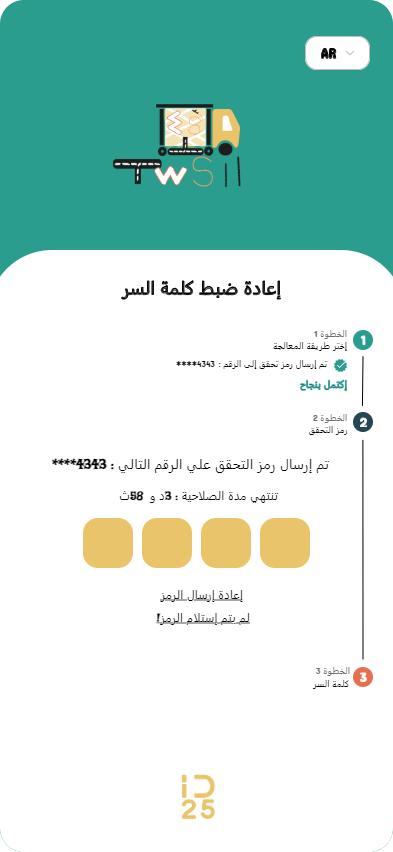 AR
TWSIl
إعادة ضبط كلمة السر
الخطوة 1
1
إختر طريقة المعالجة
تم إرسال رمز تحقق إلى الرقم : 4343****
إكتمل بنجاح
الخطوة 2
2
رمز التحقق
تم إرسال رمز التحقق علي الرقم التالي : 4343****
تنتهي مدة الصلاحية : 3د و 58ث
إعادة إرسال الرمز
لم يتم إستلام الرمز!
الخطوة 3
3
كلمة السر
ID
25